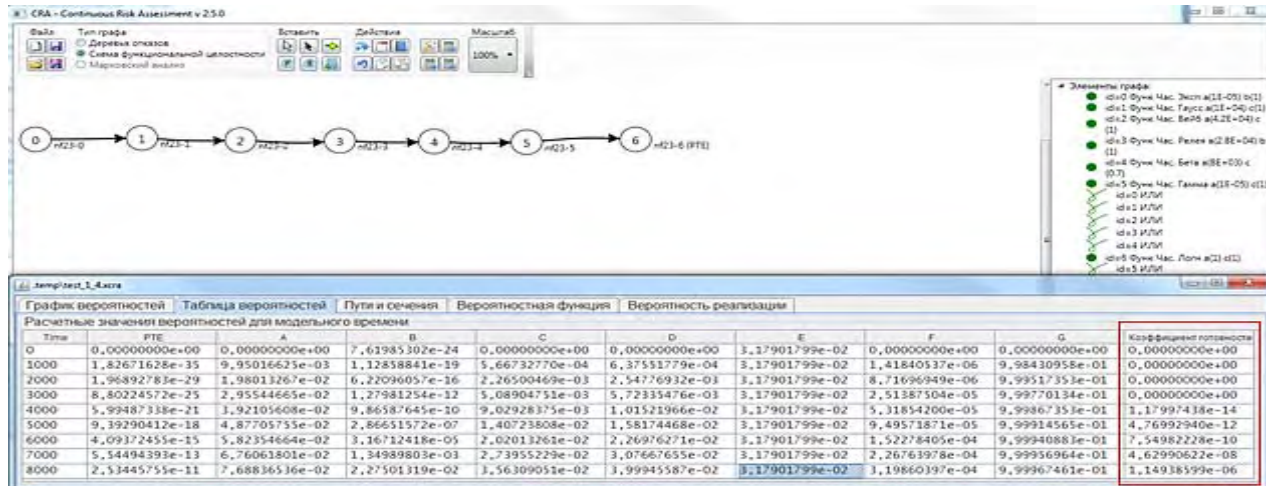 CRA - Continuous Risk Assessment v 2.5.0
Файл Тип графа Вставить Действия Масштаб
Деревья отказов
Схема функциональной целостности
Марковский анализ
100%
0 nf23-0 1 nf23-1 2 nf23-2 3 nf23-3 4 nf23-4 5 nf23-5 6 nf23-6 (PTE)
Элементы графа:
id=0 Функ Час. Эксп a(1E-05) b(1)
id=1 Функ Час. Гаусс a(1E+04) c(1)
id=2 Функ Час. Вейб a(4.2E+04) c
(1)
id=3 Функ Час. Релея a(2.8E+04) b
(1)
id=4 Функ Час. Бета a(8E+03) c
(0.7)
id=5 Функ Час. Гамма a(1E-05) c(1)
id=0 ИЛИ
id=1 ИЛИ
id=2 ИЛИ
id=3 ИЛИ
id=4 ИЛИ
id=6 Функ Час. Логн a(1) c(1)
id=5 ИЛИ
.temp\test_1_4.xcra
График вероятностей Таблица вероятностей Пути и сечения Вероятностная функция Вероятность реализации
Расчетные значения вероятностей для модельного времени
Time PTE A B C D E F G Коэффициент готовности
0 0,00000000e+00 0,00000000e+00 7,61985302e-24 0,00000000e+00 0,00000000e+00 3,17901799e-02 0,00000000e+00 0,00000000e+00 0,00000000e+00
1000 1,82671628e-35 9,95016625e-03 1,12858841e-19 5,66732770e-04 6,37551779e-04 3,17901799e-02 1,41840537e-06 9,98430958e-01 0,00000000e+00
2000 1,96892783e-29 1,98013267e-02 6,22096057e-16 2,26500469e-03 2,54776932e-03 3,17901799e-02 8,71696949e-06 9,99517353e-01 0,00000000e+00
3000 8,80224572e-25 2,95544665e-02 1,27981254e-12 5,08904751e-03 5,72335476e-03 3,17901799e-02 2,51387504e-05 9,99770134e-01 0,00000000e+00
4000 5,99487338e-21 3,92105608e-02 9,86587645e-10 9,02928375e-03 1,01521966e-02 3,17901799e-02 5,31854200e-05 9,99867353e-01 1,17997438e-14
5000 9,39290412e-18 4,87705755e-02 2,86651572e-07 1,40723808e-02 1,58174468e-02 3,17901799e-02 9,49571871e-05 9,99914565e-01 4,76992940e-12
6000 4,09372455e-15 5,82354664e-02 3,16712418e-05 2,02013261e-02 2,26976271e-02 3,17901799e-02 1,52278405e-04 9,99940883e-01 7,54982228e-10
7000 5,54494393e-13 6,76061801e-02 1,34989803e-03 2,73955229e-02 3,07667655e-02 3,17901799e-02 2,26763978e-04 9,99956964e-01 4,62990622e-08
8000 2,53445755e-11 7,68836536e-02 2,27501319e-02 3,56309051e-02 3,99945587e-02 3,17901799e-02 3,19860397e-04 9,99967461e-01 1,14938599e-06